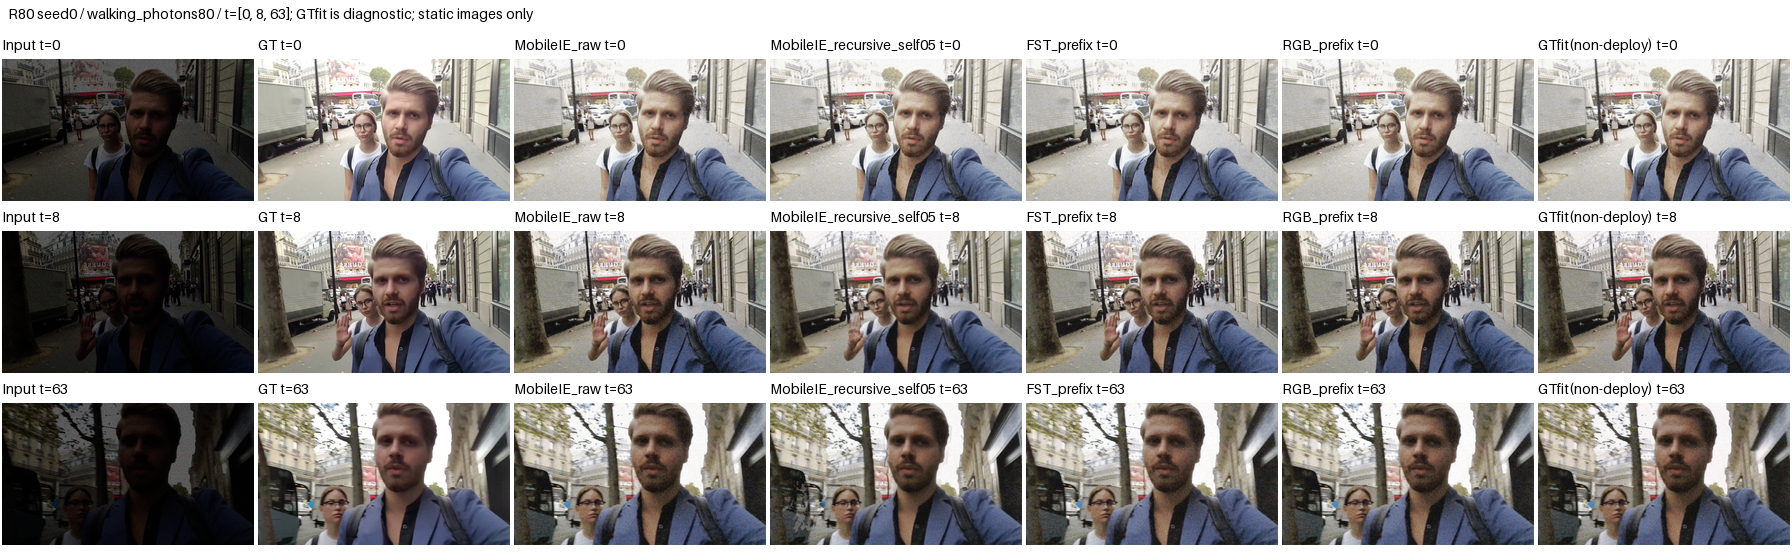 R80 seed0 / walking_photons80 / t=[0, 8, 63]; GTfit is diagnostic; static images only
Input t=0
GT t=0
MobileIE_raw t=0
MobileIE_recursive_self05 t=0
FST_prefix t=0
RGB_prefix t=0
GTfit(non-deploy) t=0
Input t=8
GT t=8
MobileIE_raw t=8
MobileIE_recursive_self05 t=8
FST_prefix t=8
RGB_prefix t=8
GTfit(non-deploy) t=8
Input t=63
GT t=63
MobileIE_raw t=63
MobileIE_recursive_self05 t=63
FST_prefix t=63
RGB_prefix t=63
GTfit(non-deploy) t=63